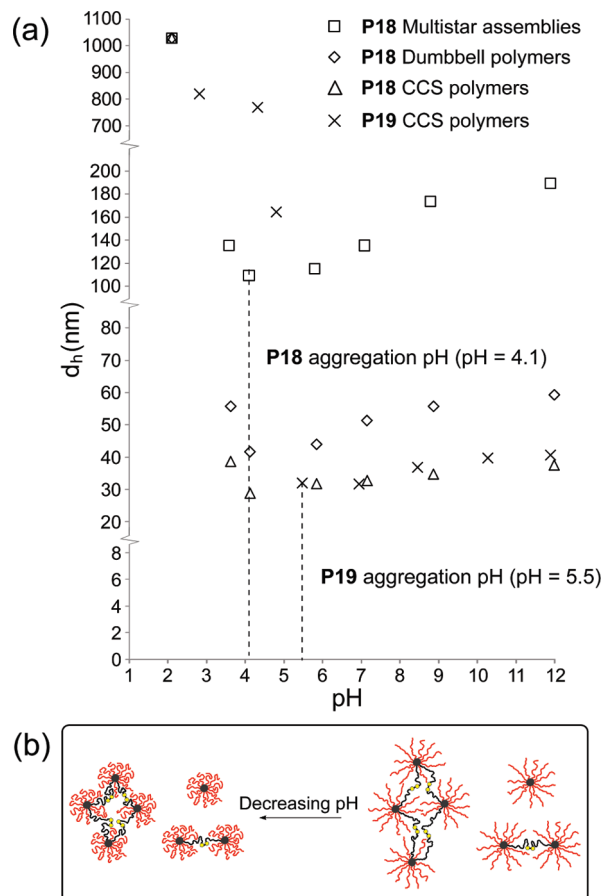 (a)
P18 Multistar assemblies
P18 Dumbbell polymers
P18 CCS polymers
P19 CCS polymers
1100
1000
900
800
700
200
180
160
140
120
100
80
70
60
50
40
30
20
8
6
4
2
0
dh(nm)
P18 aggregation pH (pH = 4.1)
P19 aggregation pH (pH = 5.5)
1 2 3 4 5 6 7 8 9 10 11 12
pH
(b)
Decreasing pH